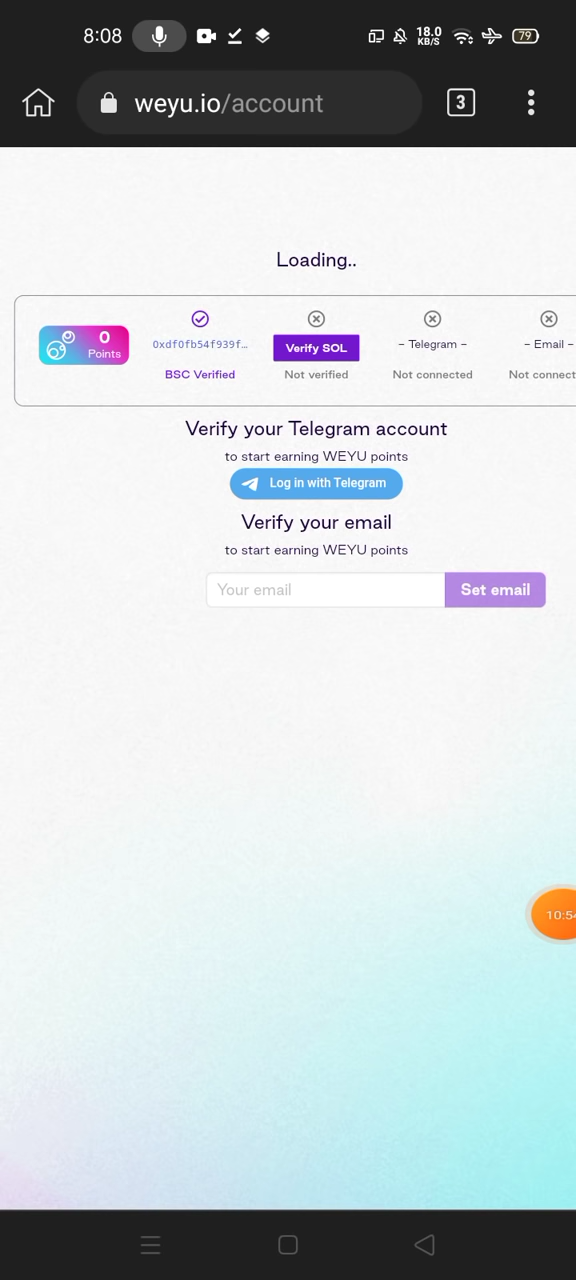 8:08 18.0 KB/S 79
weyu.io/account 3
Loading..
0 Points
0xdf0fb54f939f…
BSC Verified
Verify SOL
Not verified
– Telegram –
Not connected
– Email –
Not connect
Verify your Telegram account
to start earning WEYU points
Log in with Telegram
Verify your email
to start earning WEYU points
Your email Set email
10:54